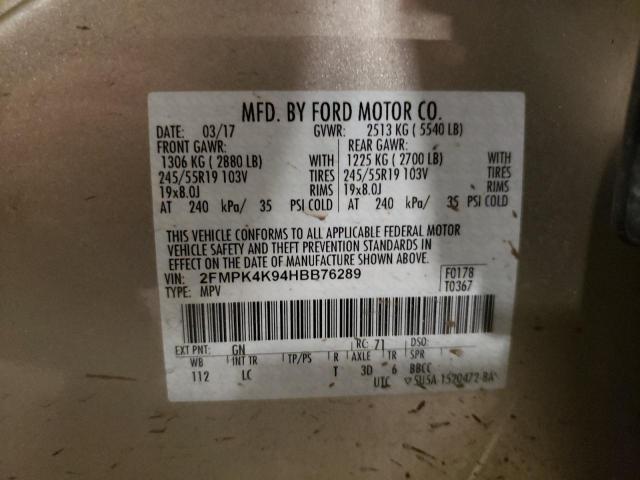 MFD. BY FORD MOTOR CO.
DATE: 03/17 GVWR: 2513 KG ( 5540 LB)
FRONT GAWR: REAR GAWR:
1306 KG ( 2880 LB) WITH 1225 KG ( 2700 LB) WITH
245/55R19 103V TIRES 245/55R19 103V TIRES
19x8.0J RIMS 19x8.0J RIMS
AT 240 kPa/ 35 PSI COLD AT 240 kPa/ 35 PSI COLD
THIS VEHICLE CONFORMS TO ALL APPLICABLE FEDERAL MOTOR
VEHICLE SAFETY AND THEFT PREVENTION STANDARDS IN
EFFECT ON THE DATE OF MANUFACTURE SHOWN ABOVE.
VIN: 2FMPK4K94HBB76289 F0178
TYPE: MPV T0367
EXT PNT: GN RC: 71 DSO:
WB INT TR TP/PS R AXLE TR SPR
112 LC T 3D 6 BBCC
UTC ▽5U5A-1520472-BA